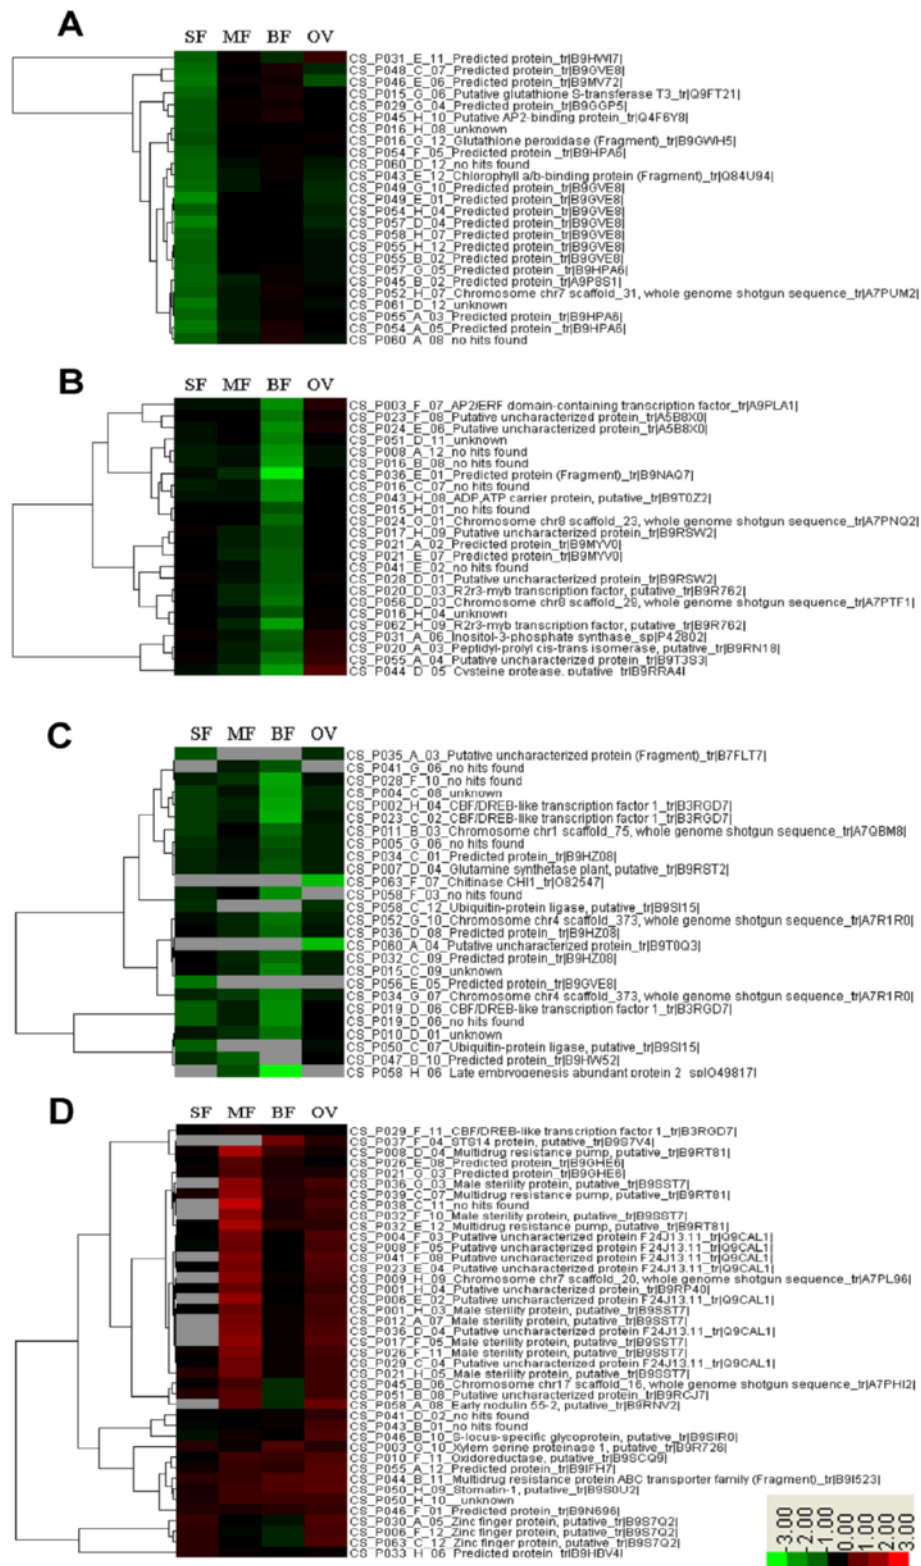 A
SF MF BF OV
CS_P031_E_11_Predicted protein_tr|B9HWI7|
CS_P048_C_07_Predicted protein_tr|B9GVE8|
CS_P046_E_06_Predicted protein_tr|B9MV72|
CS_P015_G_06_Putative glutathione S-transferase T3_tr|Q9FT21|
CS_P029_G_04_Predicted protein_tr|B9GGP5|
CS_P045_H_10_Putative AP2-binding protein_tr|Q4F6Y8|
CS_P016_H_08_unknown
CS_P016_G_12_Glutathione peroxidase (Fragment)_tr|B9GWH5|
CS_P054_F_05_Predicted protein _tr|B9HPA6|
CS_P060_D_12_no hits found
CS_P043_E_12_Chlorophyll a/b-binding protein (Fragment)_tr|Q84U94|
CS_P049_G_10_Predicted protein_tr|B9GVE8|
CS_P049_E_01_Predicted protein_tr|B9GVE8|
CS_P054_H_04_Predicted protein_tr|B9GVE8|
CS_P057_D_04_Predicted protein_tr|B9GVE8|
CS_P058_H_07_Predicted protein_tr|B9GVE8|
CS_P055_H_12_Predicted protein_tr|B9GVE8|
CS_P055_B_02_Predicted protein_tr|B9GVE8|
CS_P057_G_05_Predicted protein _tr|B9HPA6|
CS_P045_B_02_Predicted protein_tr|A9P8S1|
CS_P052_H_07_Chromosome chr7 scaffold_31, whole genome shotgun sequence_tr|A7PUM2|
CS_P061_D_12_unknown
CS_P055_A_03_Predicted protein _tr|B9HPA6|
CS_P054_A_05_Predicted protein _tr|B9HPA6|
CS_P060_A_08_no hits found
B
SF MF BF OV
CS_P003_F_07_AP2/ERF domain-containing transcription factor_tr|A9PLA1|
CS_P023_F_08_Putative uncharacterized protein_tr|A5B8X0|
CS_P024_E_06_Putative uncharacterized protein_tr|A5B8X0|
CS_P051_D_11_unknown
CS_P008_A_12_no hits found
CS_P016_B_08_no hits found
CS_P036_E_01_Predicted protein (Fragment)_tr|B9NAQ7|
CS_P016_C_07_no hits found
CS_P043_H_08_ADP,ATP carrier protein, putative_tr|B9T0Z2|
CS_P015_H_01_no hits found
CS_P024_G_01_Chromosome chr8 scaffold_23, whole genome shotgun sequence_tr|A7PNQ2|
CS_P017_H_09_Putative uncharacterized protein_tr|B9RSW2|
CS_P021_A_02_Predicted protein_tr|B9MYV0|
CS_P021_E_07_Predicted protein_tr|B9MYV0|
CS_P041_E_02_no hits found
CS_P028_D_01_Putative uncharacterized protein_tr|B9RSW2|
CS_P020_D_03_R2r3-myb transcription factor, putative_tr|B9R762|
CS_P056_D_03_Chromosome chr8 scaffold_29, whole genome shotgun sequence_tr|A7PTF1|
CS_P016_H_04_unknown
CS_P062_H_09_R2r3-myb transcription factor, putative_tr|B9R762|
CS_P031_A_06_Inositol-3-phosphate synthase_sp|P42802|
CS_P020_A_03_Peptidyl-prolyl cis-trans isomerase, putative_tr|B9RN18|
CS_P055_A_04_Putative uncharacterized protein_tr|B9T3S3|
CS_P044_D_05_Cysteine protease, putative_tr|B9RRA4|
C
SF MF BF OV
CS_P035_A_03_Putative uncharacterized protein (Fragment)_tr|B7FLT7|
CS_P041_G_06_no hits found
CS_P028_F_10_no hits found
CS_P004_C_08_unknown
CS_P002_H_04_CBF/DREB-like transcription factor 1_tr|B3RGD7|
CS_P023_C_02_CBF/DREB-like transcription factor 1_tr|B3RGD7|
CS_P011_B_03_Chromosome chr1 scaffold_75, whole genome shotgun sequence_tr|A7QBM8|
CS_P005_G_06_no hits found
CS_P034_C_01_Predicted protein_tr|B9HZ08|
CS_P007_D_04_Glutamine synthetase plant, putative_tr|B9RST2|
CS_P063_F_07_Chitinase CHI1_tr|O82547|
CS_P058_F_03_no hits found
CS_P058_C_12_Ubiquitin-protein ligase, putative_tr|B9SI15|
CS_P052_G_10_Chromosome chr4 scaffold_373, whole genome shotgun sequence_tr|A7R1R0|
CS_P036_D_08_Predicted protein_tr|B9HZ08|
CS_P060_A_04_Putative uncharacterized protein_tr|B9T0Q3|
CS_P032_C_09_Predicted protein_tr|B9HZ08|
CS_P015_C_09_unknown
CS_P056_E_05_Predicted protein_tr|B9GVE8|
CS_P034_G_07_Chromosome chr4 scaffold_373, whole genome shotgun sequence_tr|A7R1R0|
CS_P019_D_06_CBF/DREB-like transcription factor 1_tr|B3RGD7|
CS_P019_D_06_no hits found
CS_P010_D_01_unknown
CS_P050_C_07_Ubiquitin-protein ligase, putative_tr|B9SI15|
CS_P047_B_10_Predicted protein_tr|B9HW52|
CS_P058_H_06_Late embryogenesis abundant protein 2_sp|O49817|
D
SF MF BF OV
CS_P029_F_11_CBF/DREB-like transcription factor 1_tr|B3RGD7|
CS_P037_F_04_STS14 protein, putative_tr|B9S7V4|
CS_P008_D_04_Multidrug resistance pump, putative_tr|B9RT81|
CS_P026_E_08_Predicted protein_tr|B9GHE6|
CS_P021_G_03_Predicted protein_tr|B9GHE6|
CS_P036_G_03_Male sterility protein, putative_tr|B9SST7|
CS_P039_C_07_Multidrug resistance pump, putative_tr|B9RT81|
CS_P038_C_11_no hits found
CS_P032_F_10_Male sterility protein, putative_tr|B9SST7|
CS_P032_E_12_Multidrug resistance pump, putative_tr|B9RT81|
CS_P004_F_03_Putative uncharacterized protein F24J13.11_tr|Q9CAL1|
CS_P008_F_05_Putative uncharacterized protein F24J13.11_tr|Q9CAL1|
CS_P041_F_08_Putative uncharacterized protein F24J13.11_tr|Q9CAL1|
CS_P023_E_04_Putative uncharacterized protein F24J13.11_tr|Q9CAL1|
CS_P009_H_09_Chromosome chr7 scaffold_20, whole genome shotgun sequence_tr|A7PL96|
CS_P001_H_04_Putative uncharacterized protein_tr|B9RP40|
CS_P006_E_02_Putative uncharacterized protein F24J13.11_tr|Q9CAL1|
CS_P001_H_03_Male sterility protein, putative_tr|B9SST7|
CS_P012_A_07_Male sterility protein, putative_tr|B9SST7|
CS_P036_D_04_Putative uncharacterized protein F24J13.11_tr|Q9CAL1|
CS_P017_F_05_Male sterility protein, putative_tr|B9SST7|
CS_P026_F_11_Male sterility protein, putative_tr|B9SST7|
CS_P029_C_04_Putative uncharacterized protein F24J13.11_tr|Q9CAL1|
CS_P021_H_05_Male sterility protein, putative_tr|B9SST7|
CS_P045_B_06_Chromosome chr17 scaffold_16, whole genome shotgun sequence_tr|A7PHI2|
CS_P051_B_08_Putative uncharacterized protein_tr|B9RCJ7|
CS_P058_A_08_Early nodulin 55-2, putative_tr|B9RNV2|
CS_P041_D_02_no hits found
CS_P043_B_01_no hits found
CS_P046_B_10_S-locus-specific glycoprotein, putative_tr|B9SIR0|
CS_P003_G_10_Xylem serine proteinase 1, putative_tr|B9R726|
CS_P010_F_11_Oxidoreductase, putative_tr|B9SCQ9|
CS_P055_A_12_Predicted protein_tr|B9IFH7|
CS_P044_B_11_Multidrug resistance protein ABC transporter family (Fragment)_tr|B9I523|
CS_P050_H_09_Stomatin-1, putative_tr|B9S0U2|
CS_P050_H_10__unknown
CS_P046_F_01_Predicted protein_tr|B9N696|
CS_P030_A_05_Zinc finger protein, putative_tr|B9S7Q2|
CS_P006_F_12_Zinc finger protein, putative_tr|B9S7Q2|
CS_P063_C_12_Zinc finger protein, putative_tr|B9S7Q2|
CS_P033_H_06_Predicted protein_tr|B9HBV4|
-3.00 -2.00 -1.00 0.00 1.00 2.00 3.00